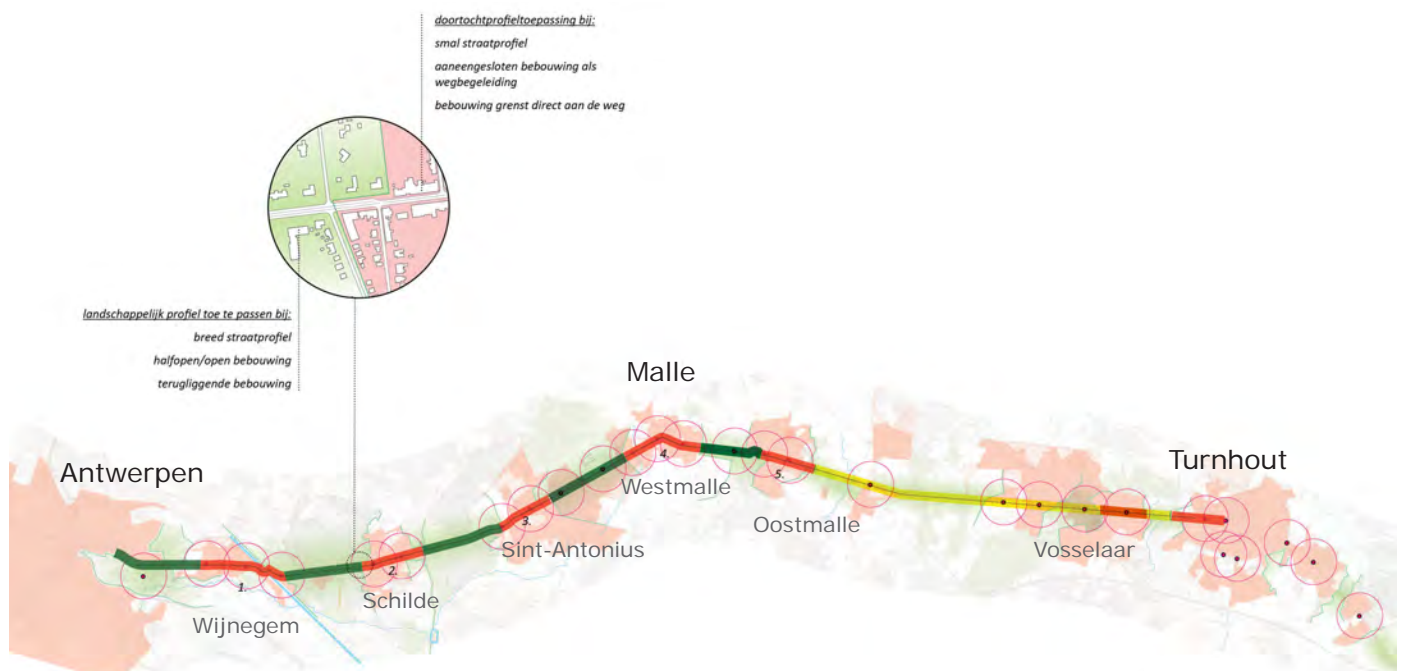 doortochtprofieltoepassing bij:
smal straatprofiel
aaneengesloten bebouwing als
wegbegeleiding
bebouwing grenst direct aan de weg
landschappelijk profiel toe te passen bij:
breed straatprofiel
halfopen/open bebouwing
terugliggende bebouwing
Malle
Antwerpen
Turnhout
4.
5.
Westmalle
3.
Oostmalle
Sint-Antonius
Vosselaar
2.
1.
Schilde
Wijnegem